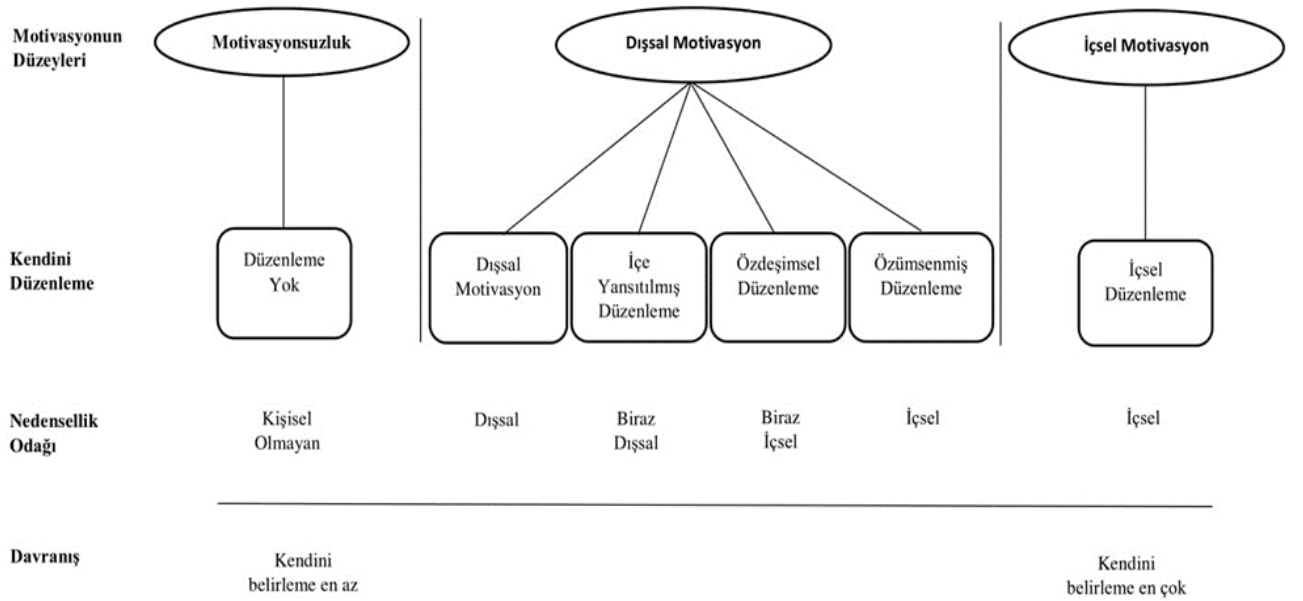 Motivasyonun
Düzeyleri
Motivasyonsuzluk
Dışsal Motivasyon
İçsel Motivasyon
Kendini
Düzenleme
Düzenleme
Yok
Dışsal
Motivasyon
İçe
Yansıtılmış
Düzenleme
Özdeşimsel
Düzenleme
Özümsenmiş
Düzenleme
İçsel
Düzenleme
Nedensellik
Odağı
Kişisel
Olmayan
Dışsal
Biraz
Dışsal
Biraz
İçsel
İçsel
İçsel
Davranış
Kendini
belirleme en az
Kendini
belirleme en çok